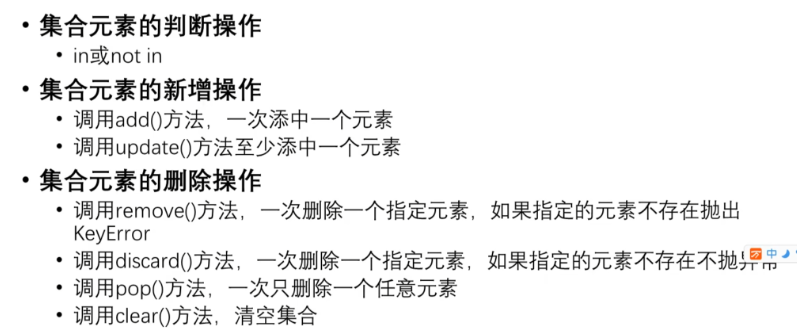 • 集合元素的判断操作
• in或not in
• 集合元素的新增操作
• 调用add()方法，一次添中一个元素
• 调用update()方法至少添中一个元素
• 集合元素的删除操作
• 调用remove()方法，一次删除一个指定元素，如果指定的元素不存在抛出
KeyError
• 调用discard()方法，一次删除一个指定元素，如果指定的元素不存在不抛异常
中
• 调用pop()方法，一次只删除一个任意元素
• 调用clear()方法，清空集合